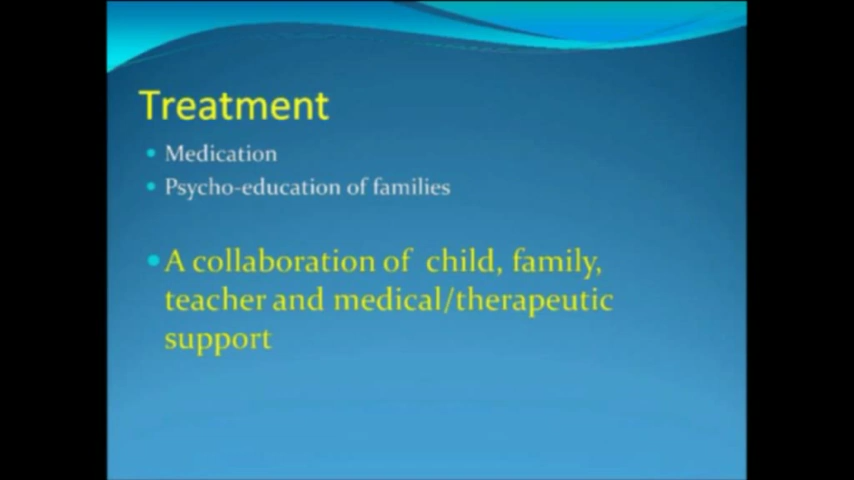 Treatment
Medication
Psycho-education of families
A collaboration of child, family,
teacher and medical/therapeutic
support